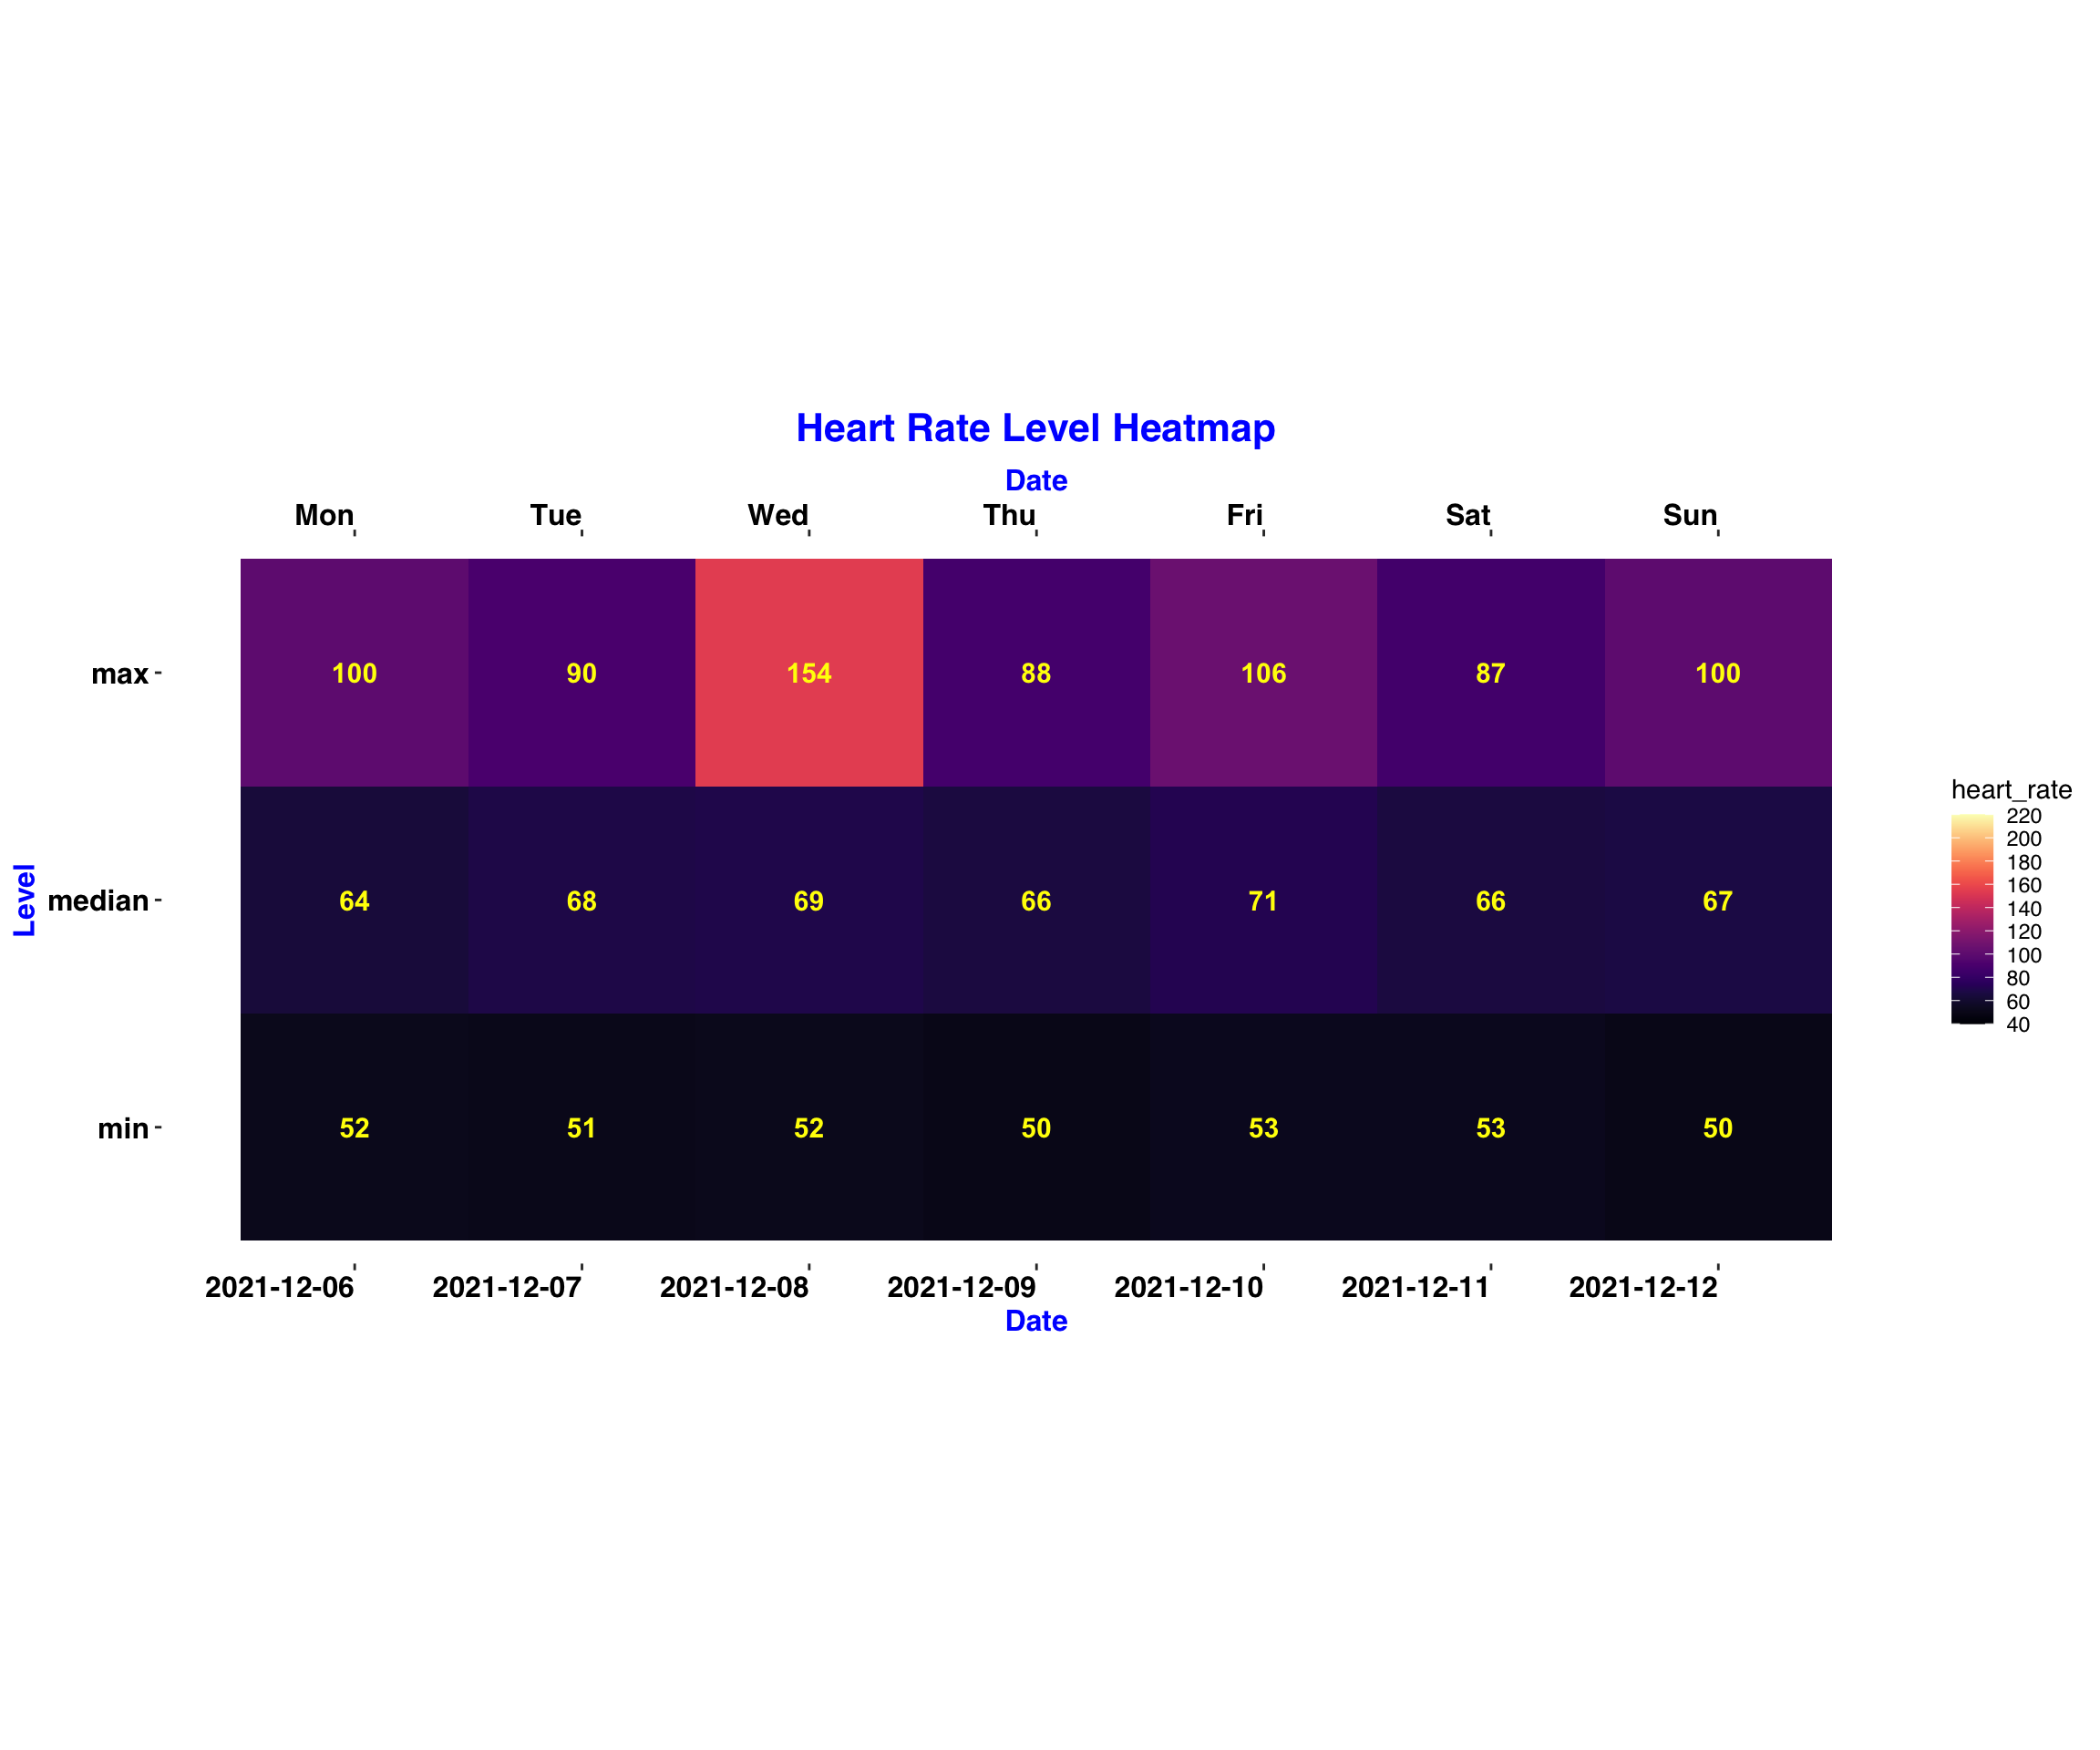 Heart Rate Level Heatmap
Date
Mon Tue Wed Thu Fri Sat Sun
max 100 90 154 88 106 87 100
Level
median 64 68 69 66 71 66 67
min 52 51 52 50 53 53 50
2021-12-06 2021-12-07 2021-12-08 2021-12-09 2021-12-10 2021-12-11 2021-12-12
Date
heart_rate
220
200
180
160
140
120
100
80
60
40